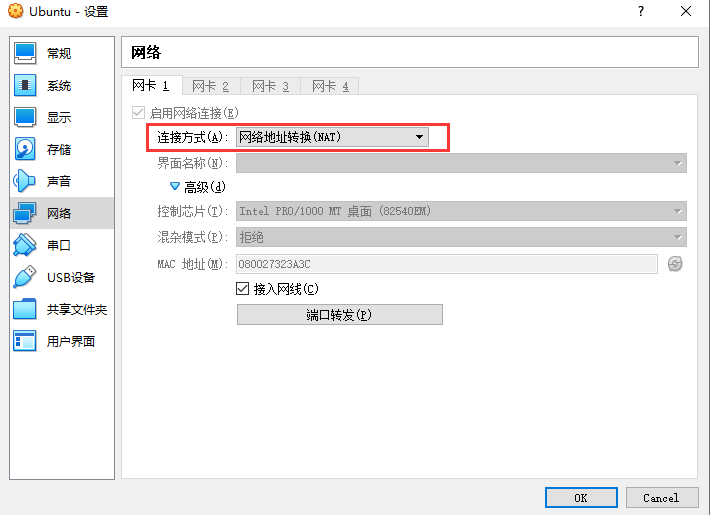 Ubuntu - 设置
?
常规
系统
显示
存储
声音
网络
串口
USB设备
共享文件夹
用户界面
网络
网卡 1 网卡 2 网卡 3 网卡 4
启用网络连接(E)
连接方式(A): 网络地址转换(NAT)
界面名称(N):
高级(d)
控制芯片(T): Intel PRO/1000 MT 桌面 (82540EM)
混杂模式(P): 拒绝
MAC 地址(M): 080027323A3C
接入网线(C)
端口转发(P)
OK Cancel